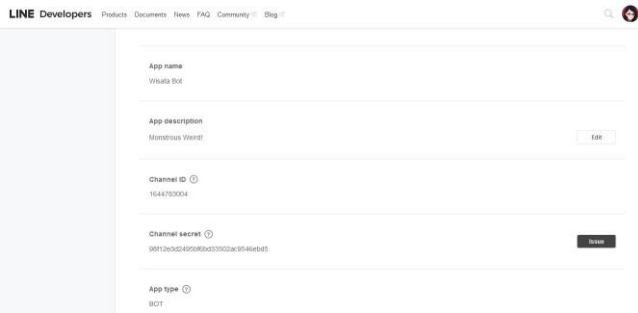 LINE Developers Products Documents News FAQ Community Blog
App name
Wisata Bot
App description
Monstrous Weird!
Edit
Channel ID
Channel secret
Issue
App type
BOT